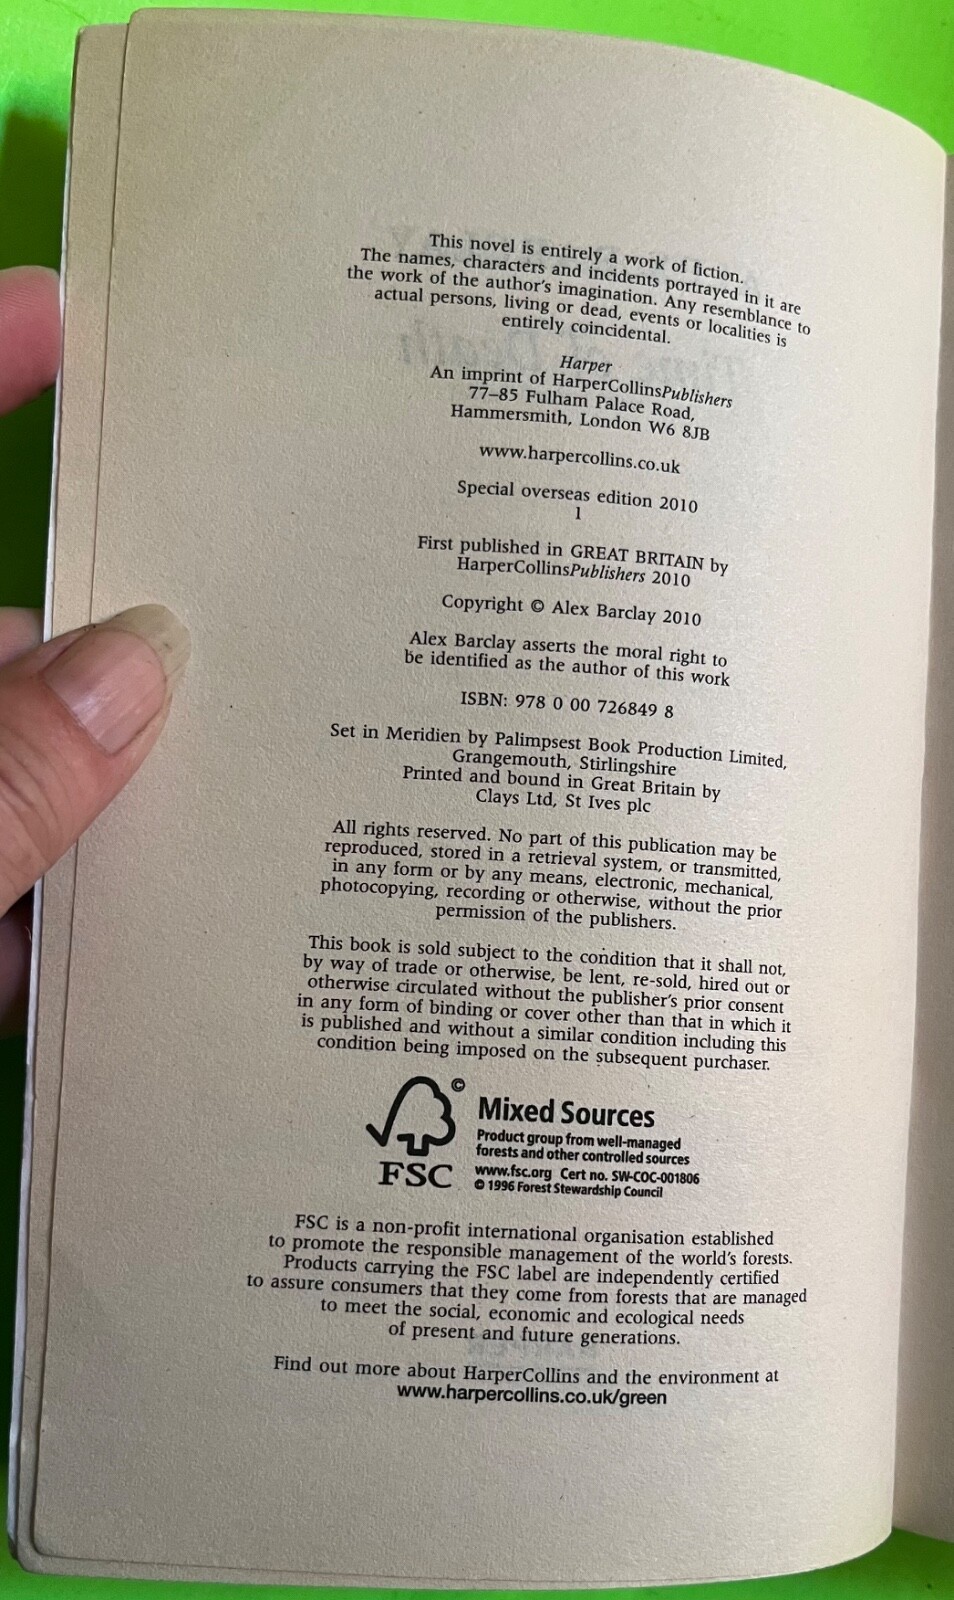 This novel is entirely a work of fiction.
The names, characters and incidents portrayed in it are
the work of the author's imagination. Any resemblance to
actual persons, living or dead, events or localities is
entirely coincidental.
Harper
An imprint of HarperCollinsPublishers
77–85 Fulham Palace Road,
Hammersmith, London W6 8JB
www.harpercollins.co.uk
Special overseas edition 2010
1
First published in GREAT BRITAIN by
HarperCollinsPublishers 2010
Copyright © Alex Barclay 2010
Alex Barclay asserts the moral right to
be identified as the author of this work
ISBN: 978 0 00 726849 8
Set in Meridien by Palimpsest Book Production Limited,
Grangemouth, Stirlingshire
Printed and bound in Great Britain by
Clays Ltd, St Ives plc
All rights reserved. No part of this publication may be
reproduced, stored in a retrieval system, or transmitted,
in any form or by any means, electronic, mechanical,
photocopying, recording or otherwise, without the prior
permission of the publishers.
This book is sold subject to the condition that it shall not,
by way of trade or otherwise, be lent, re-sold, hired out or
otherwise circulated without the publisher's prior consent
in any form of binding or cover other than that in which it
is published and without a similar condition including this
condition being imposed on the subsequent purchaser.
©
FSC
Mixed Sources
Product group from well-managed
forests and other controlled sources
www.fsc.org Cert no. SW-COC-001806
© 1996 Forest Stewardship Council
FSC is a non-profit international organisation established
to promote the responsible management of the world's forests.
Products carrying the FSC label are independently certified
to assure consumers that they come from forests that are managed
to meet the social, economic and ecological needs
of present and future generations.
Find out more about HarperCollins and the environment at
www.harpercollins.co.uk/green